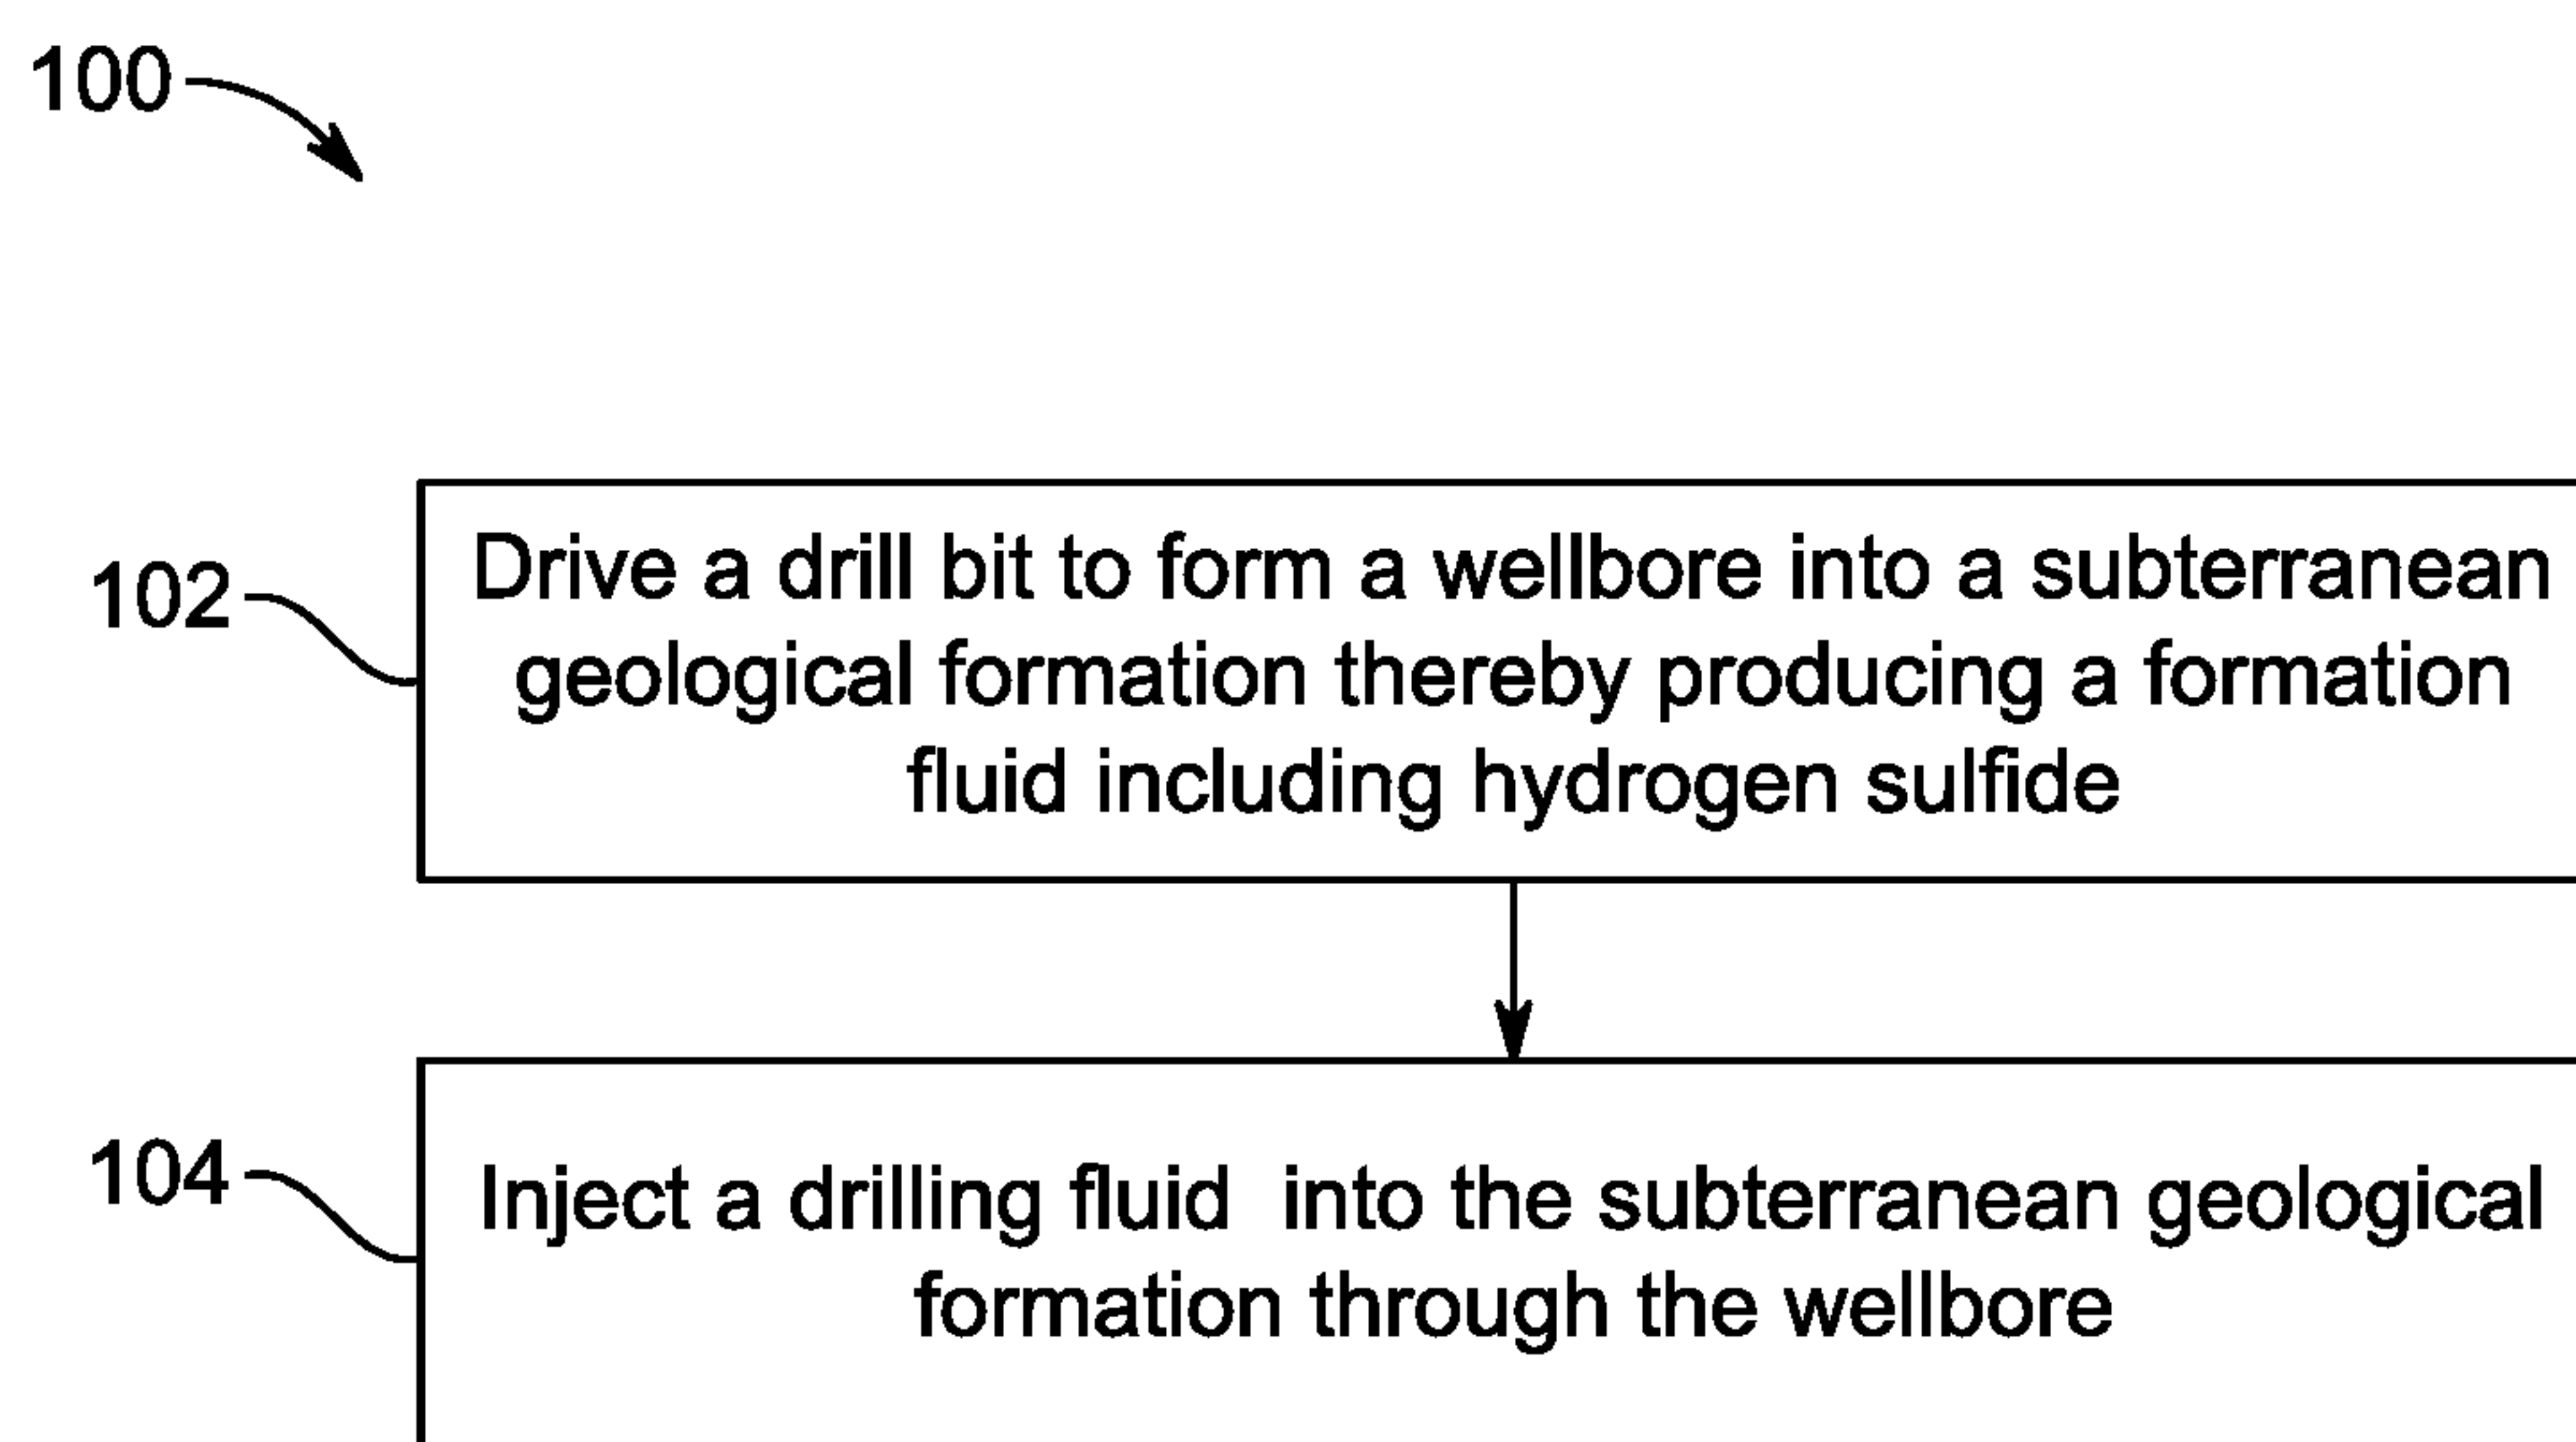 100
102
Drive a drill bit to form a wellbore into a subterranean
geological formation thereby producing a formation
fluid including hydrogen sulfide
104
Inject a drilling fluid  into the subterranean geological
formation through the wellbore